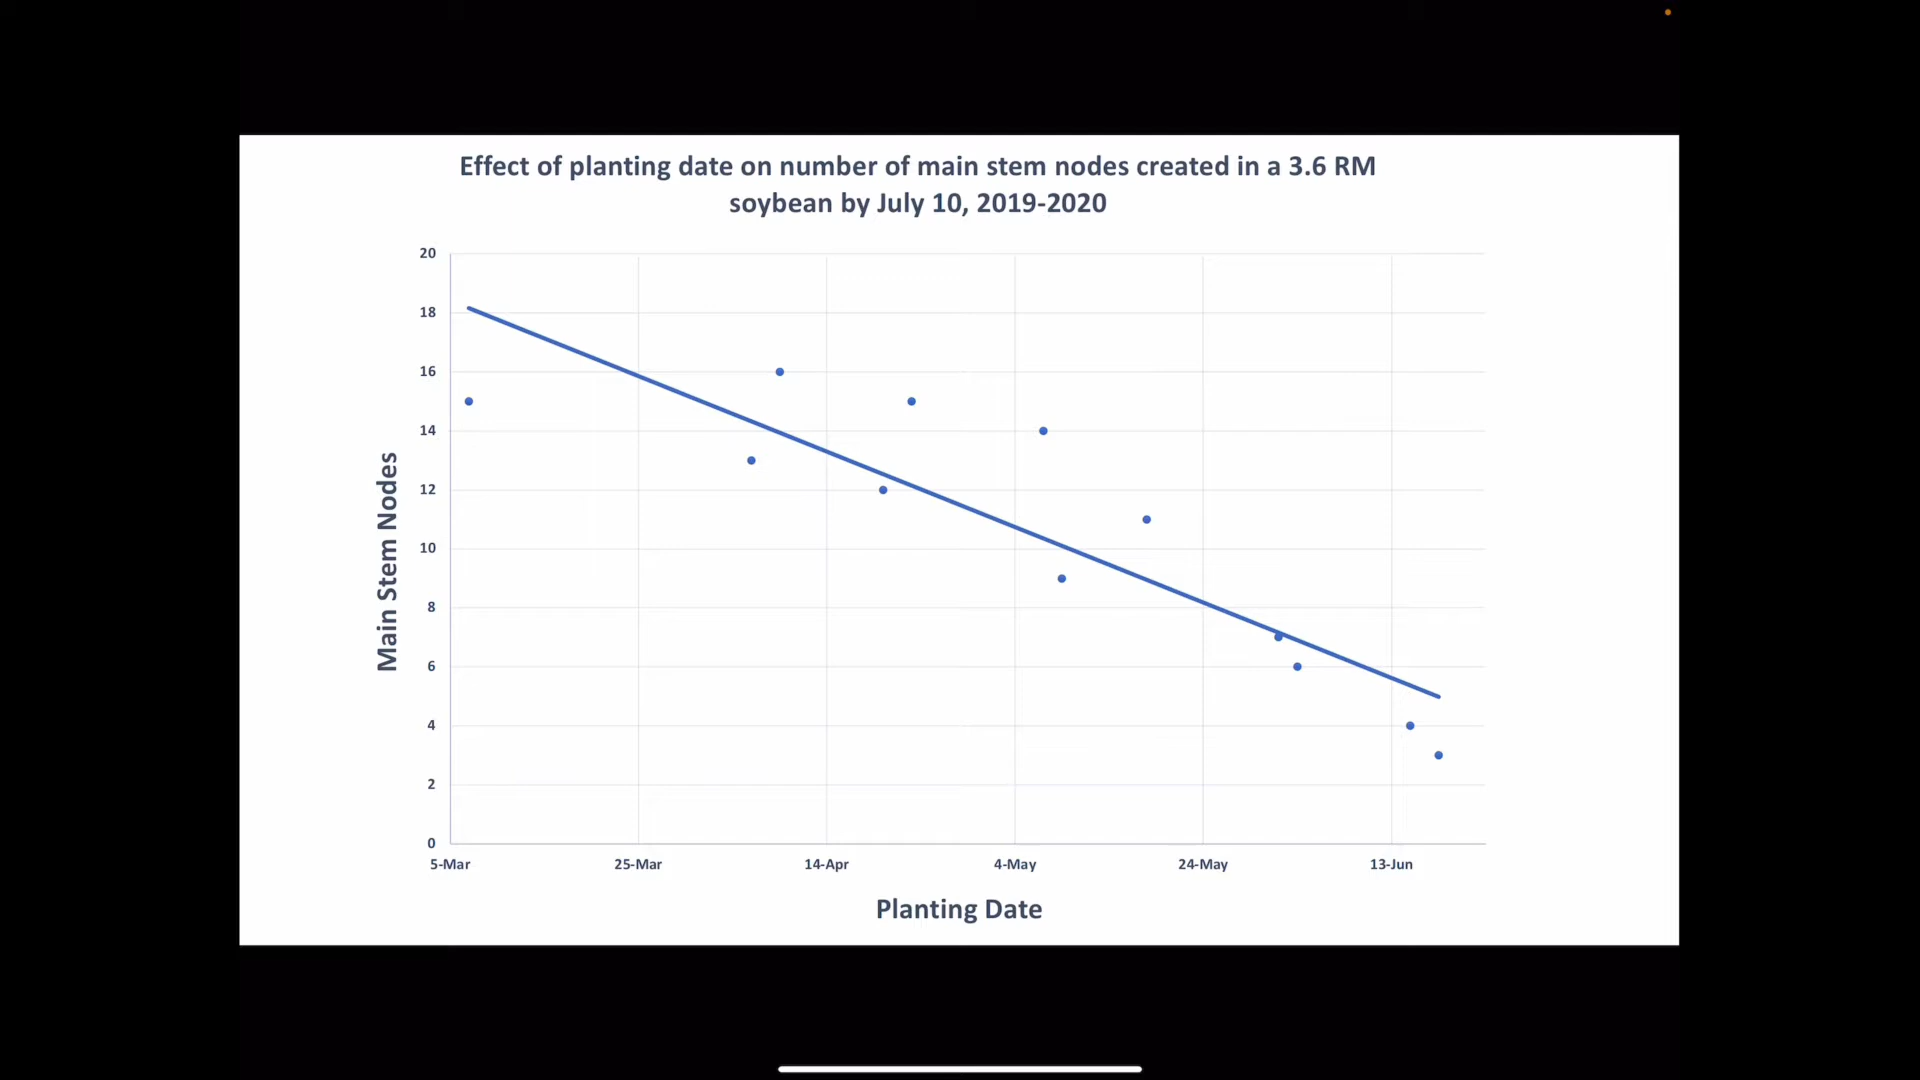 Effect of planting date on number of main stem nodes created in a 3.6 RM
soybean by July 10, 2019-2020
Main Stem Nodes
20
18
16
14
12
10
8
6
4
2
0
5-Mar
25-Mar
14-Apr
4-May
24-May
13-Jun
Planting Date